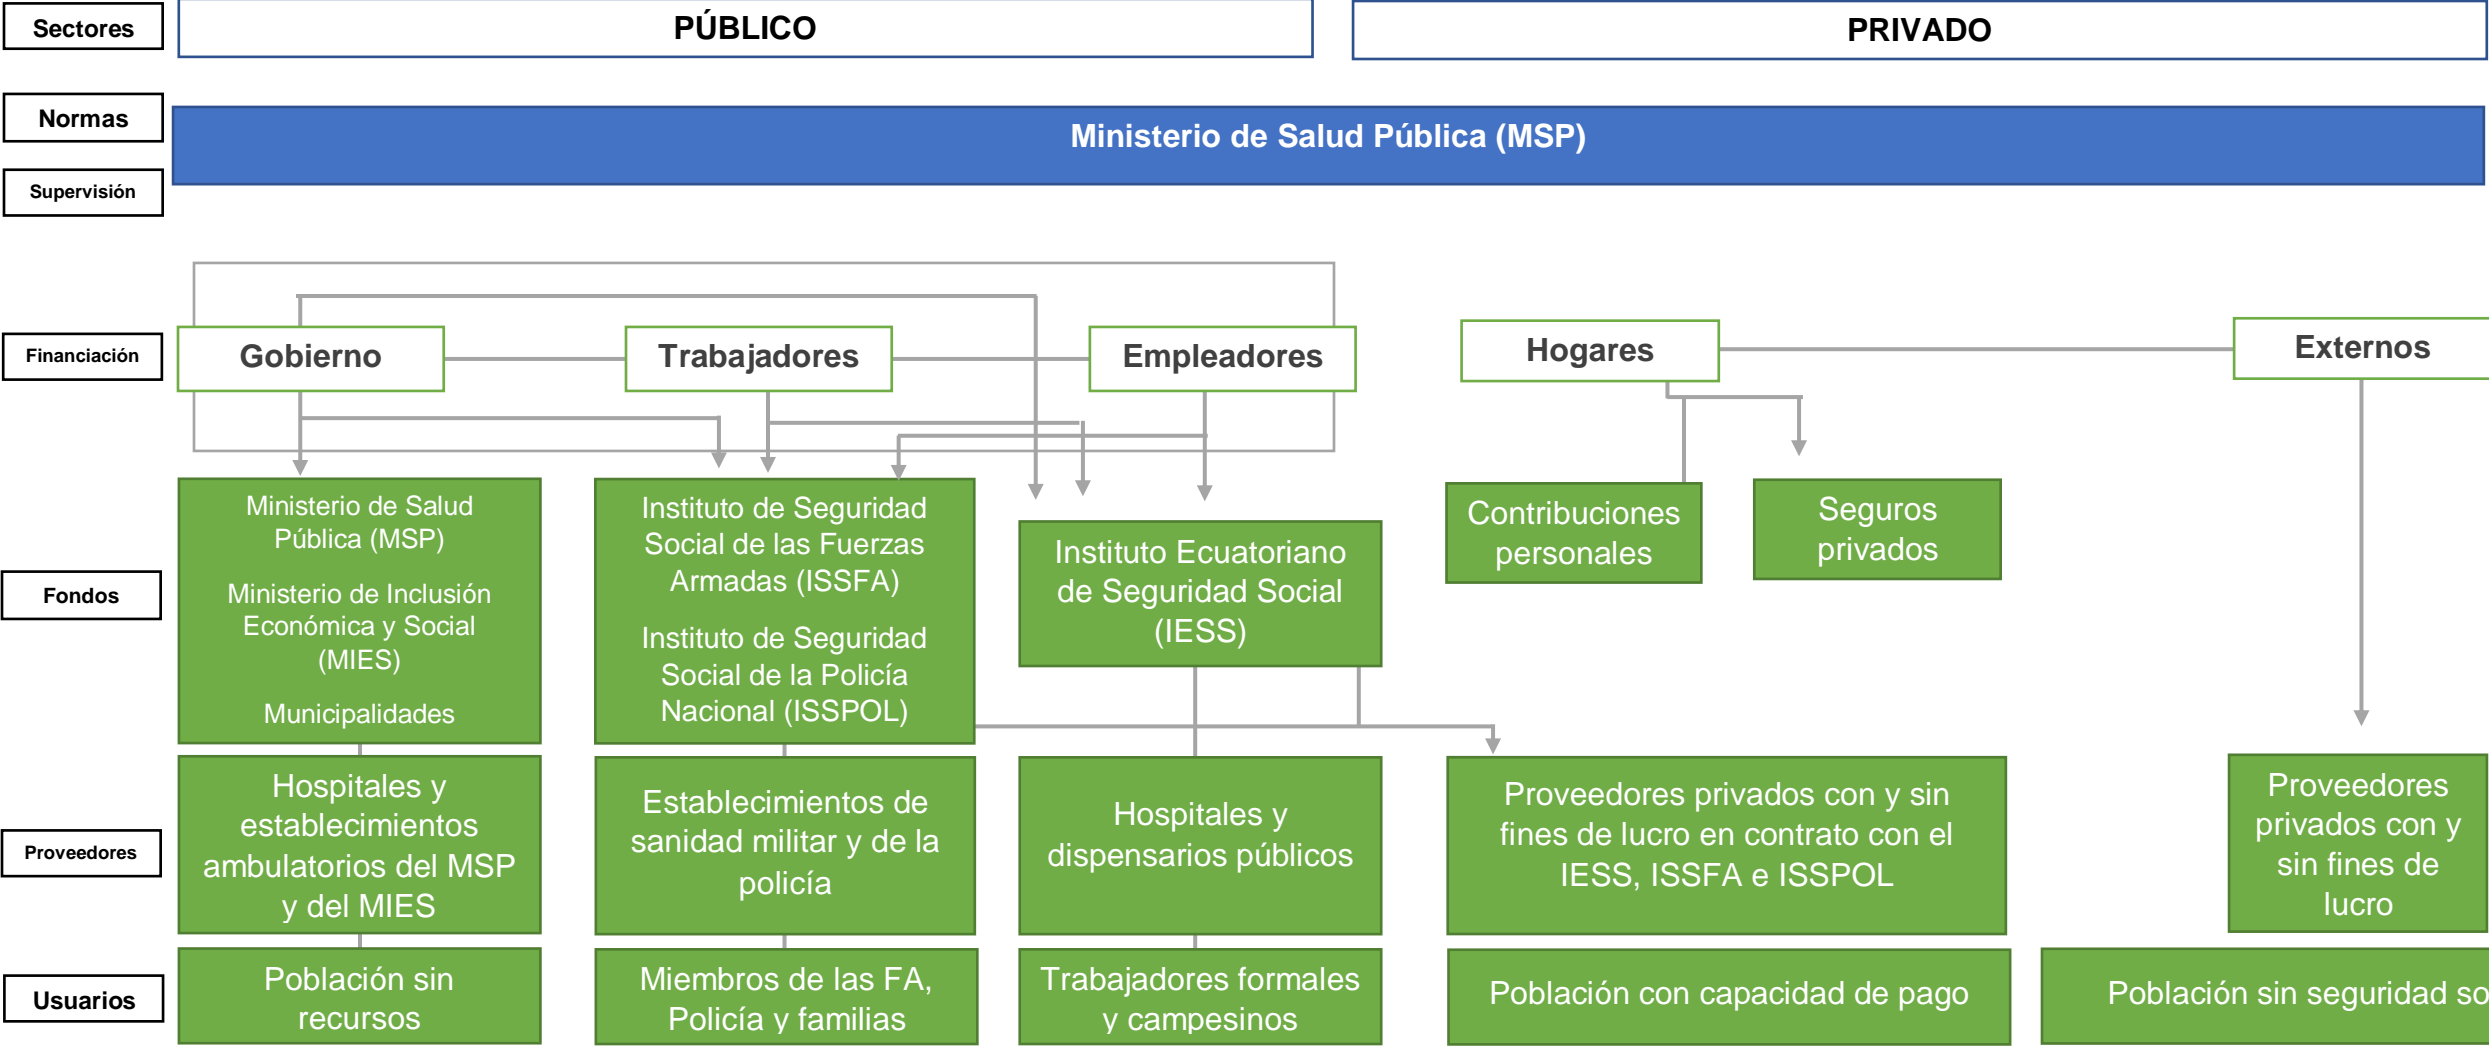 Sectores
PÚBLICO
PRIVADO
Normas
Ministerio de Salud Pública (MSP)
Supervisión
Financiación
Gobierno
Trabajadores
Empleadores
Hogares
Externos
Fondos
Ministerio de Salud
Pública (MSP)
Ministerio de Inclusión
Económica y Social
(MIES)
Municipalidades
Instituto de Seguridad
Social de las Fuerzas
Armadas (ISSFA)
Instituto de Seguridad
Social de la Policía
Nacional (ISSPOL)
Instituto Ecuatoriano
de Seguridad Social
(IESS)
Contribuciones
personales
Seguros
privados
Proveedores
Hospitales y
establecimientos
ambulatorios del MSP
y del MIES
Establecimientos de
sanidad militar y de la
policía
Hospitales y
dispensarios públicos
Proveedores privados con y sin
fines de lucro en contrato con el
IESS, ISSFA e ISSPOL
Proveedores
privados con y
sin fines de
lucro
Usuarios
Población sin
recursos
Miembros de las FA,
Policía y familias
Trabajadores formales
y campesinos
Población con capacidad de pago
Población sin seguridad so